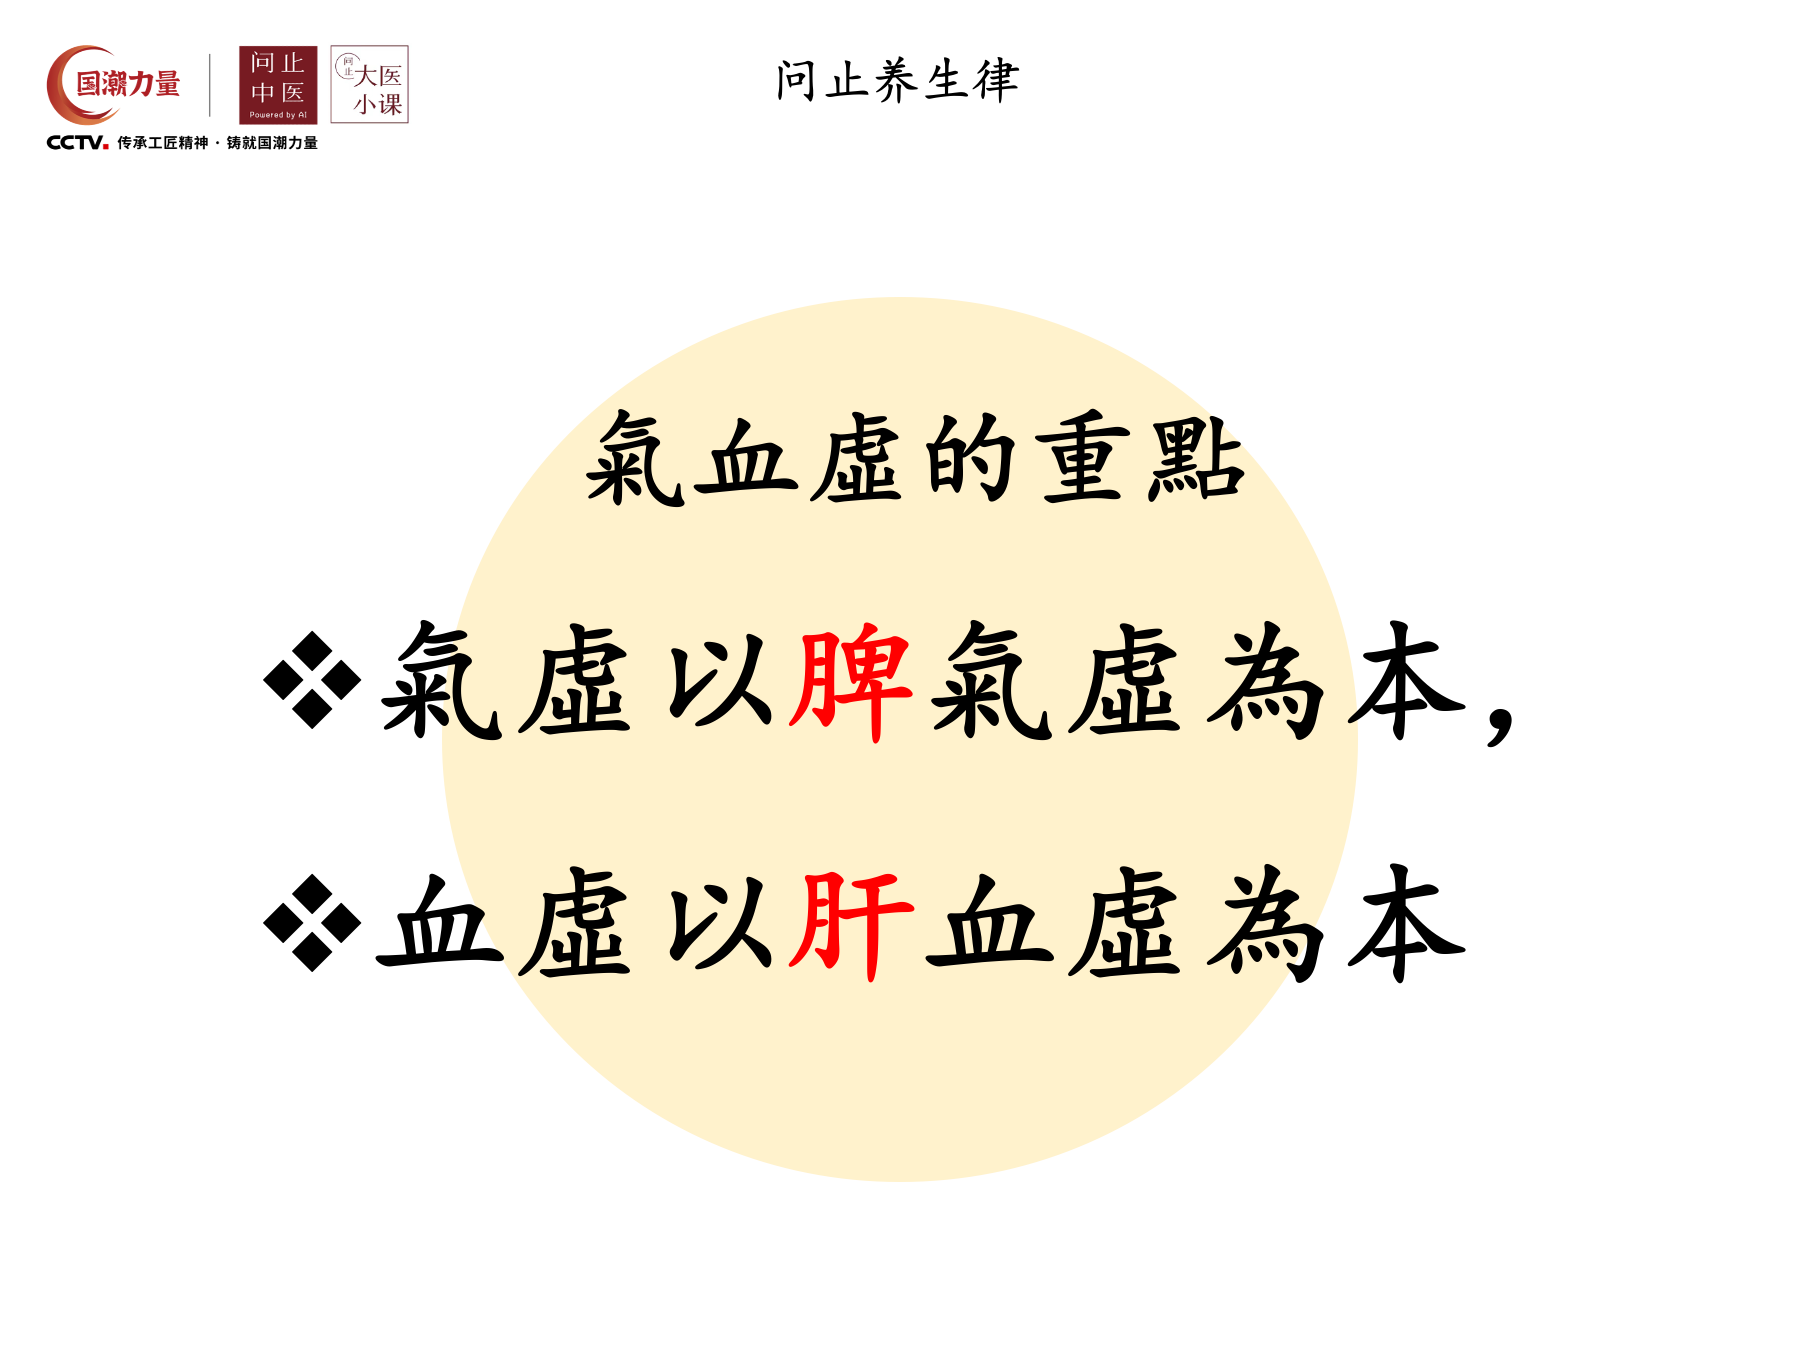 国潮力量
CCTV. 传承工匠精神·铸就国潮力量
问止
中医
Powered by AI
问止
大医
小课
问止养生律
氣血虛的重點
❖氣虛以脾氣虛為本，
❖血虛以肝血虛為本